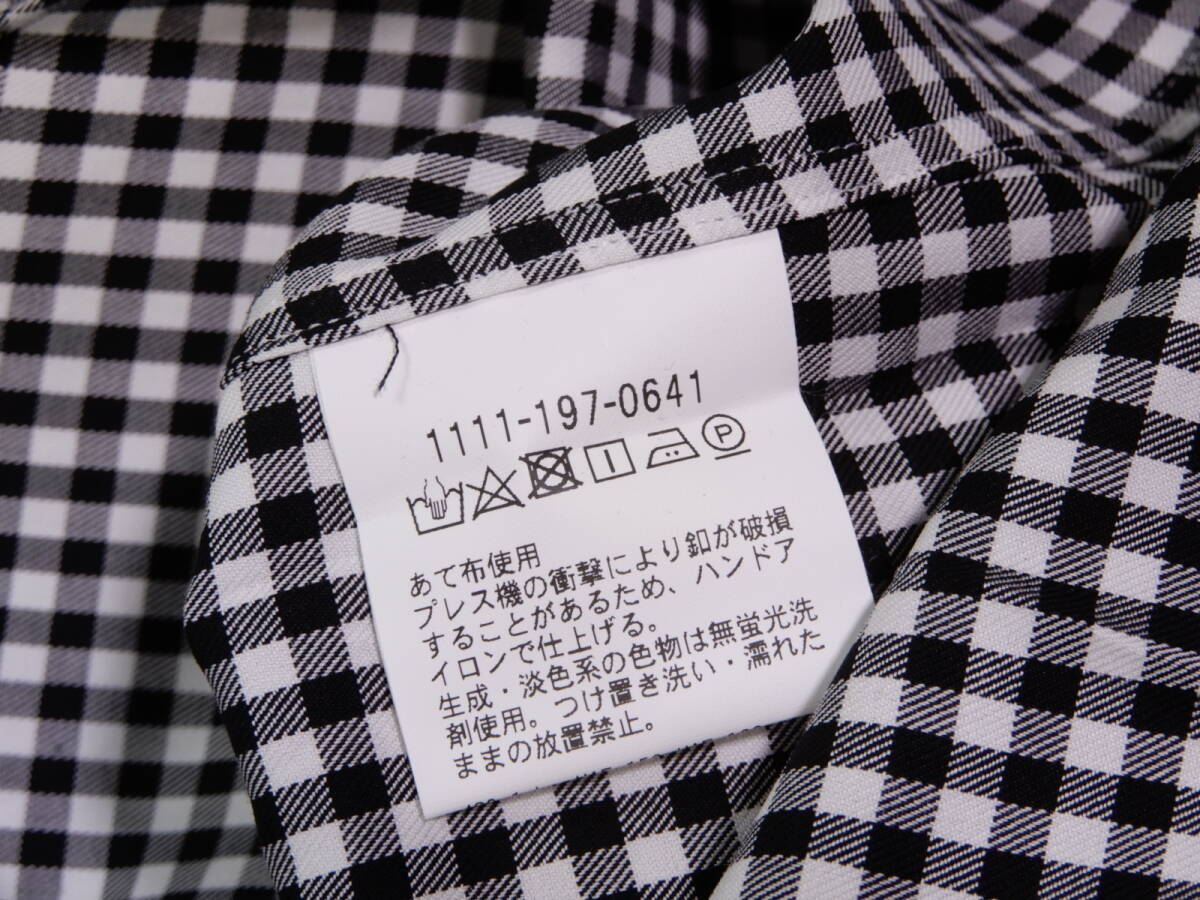 1111-197-0641
P
あて布使用
プレス機の衝撃により釦が破損
することがあるため、ハンドア
イロンで仕上げる。
生成・淡色系の色物は無蛍光洗
剤使用。つけ置き洗い・濡れた
ままの放置禁止。